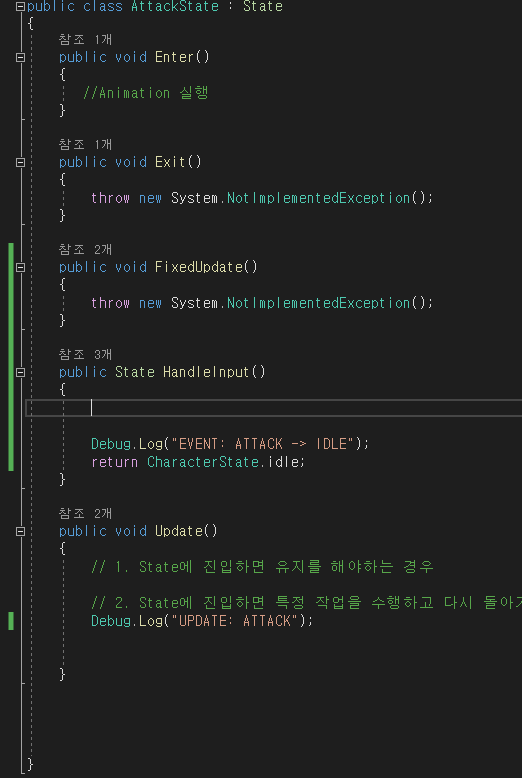 public class AttackState : State
{
참조 1개
public void Enter()
{
//Animation 실행
}
참조 1개
public void Exit()
{
throw new System.NotImplementedException();
}
참조 2개
public void FixedUpdate()
{
throw new System.NotImplementedException();
}
참조 3개
public State HandleInput()
{
Debug.Log("EVENT: ATTACK -> IDLE");
return CharacterState.idle;
}
참조 2개
public void Update()
{
// 1. State에 진입하면 유지를 해야하는 경우
// 2. State에 진입하면 특정 작업을 수행하고 다시
Debug.Log("UPDATE: ATTACK");
}
}